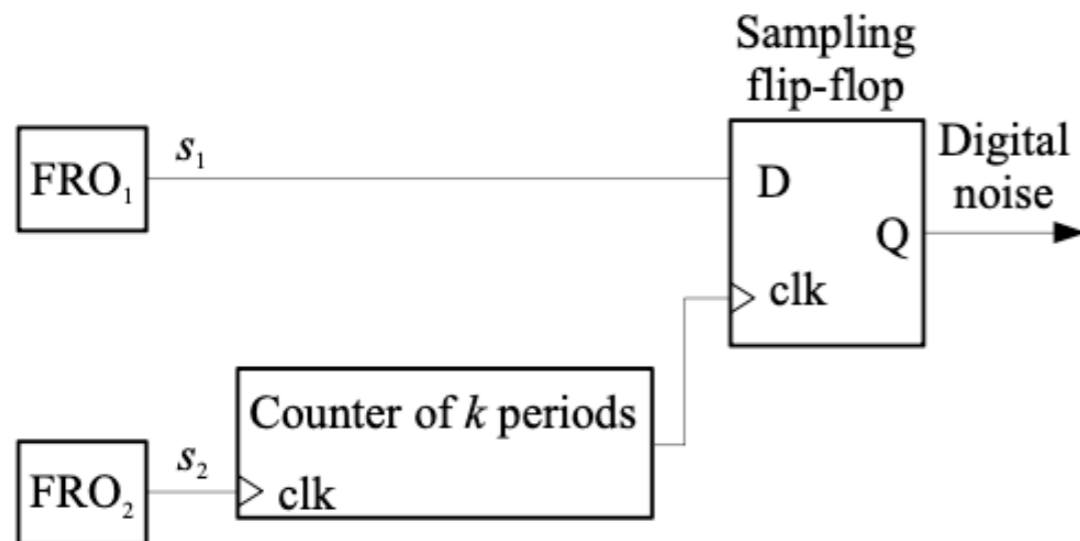 Sampling
flip-flop
FRO₁
s₁
D
Digital
noise
Q
clk
Counter of k periods
FRO₂
s₂
clk